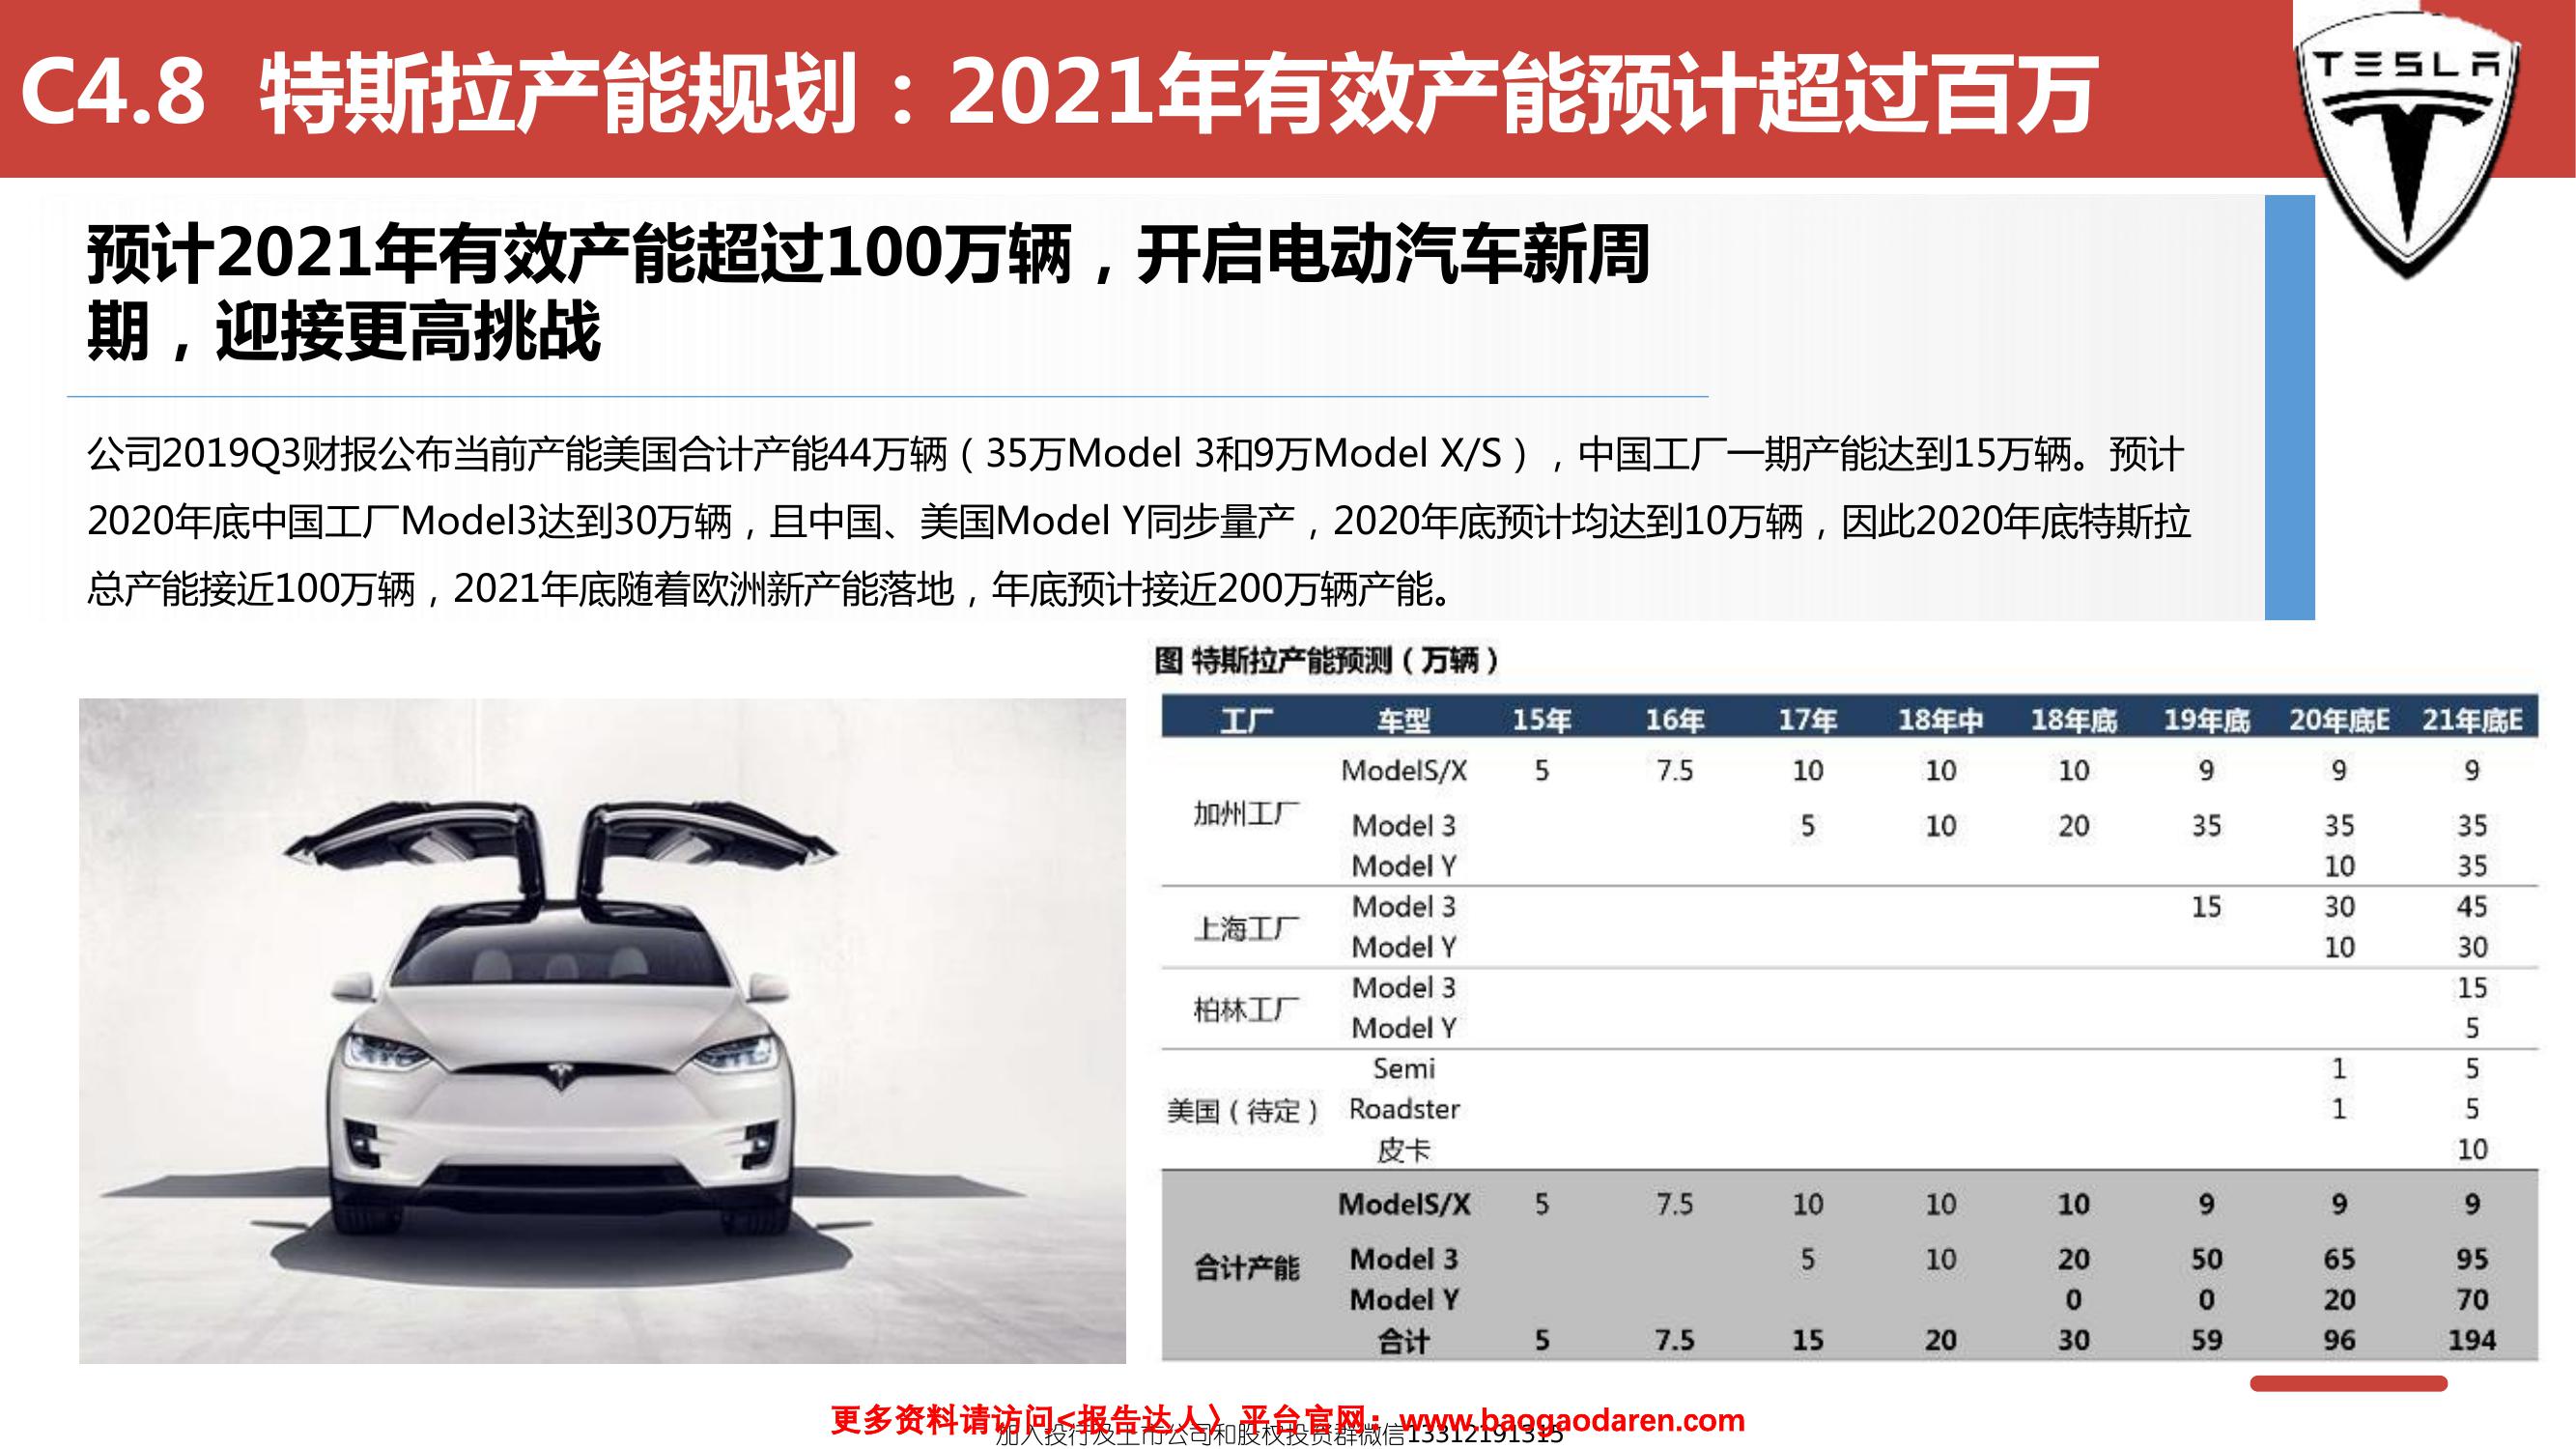 C4.8 特斯拉产能规划：2021年有效产能预计超过百万
TESLA
预计2021年有效产能超过100万辆，开启电动汽车新周
期，迎接更高挑战
公司2019Q3财报公布当前产能美国合计产能44万辆（35万Model 3和9万Model X/S），中国工厂一期产能达到15万辆。预计
2020年底中国工厂Model3达到30万辆，且中国、美国Model Y同步量产，2020年底预计均达到10万辆，因此2020年底特斯拉
总产能接近100万辆，2021年底随着欧洲新产能落地，年底预计接近200万辆产能。
图 特斯拉产能预测（万辆）
工厂 车型 15年 16年 17年 18年中 18年底 19年底 20年底E 21年底E
加州工厂
ModelS/X 5 7.5 10 10 10 9 9 9
Model 3 5 10 20 35 35 35
Model Y 10 35
上海工厂
Model 3 15 30 45
Model Y 10 30
柏林工厂
Model 3 15
Model Y 5
美国（待定）
Semi 1 5
Roadster 1 5
皮卡 10
合计产能
ModelS/X 5 7.5 10 10 10 9 9 9
Model 3 5 10 20 50 65 95
Model Y 0 0 20 70
合计 5 7.5 15 20 30 59 96 194
更多资料请访问<报告达人〉平台官网：www.baogaodaren.com
加入投行及上市公司和股权投资群微信13312191315